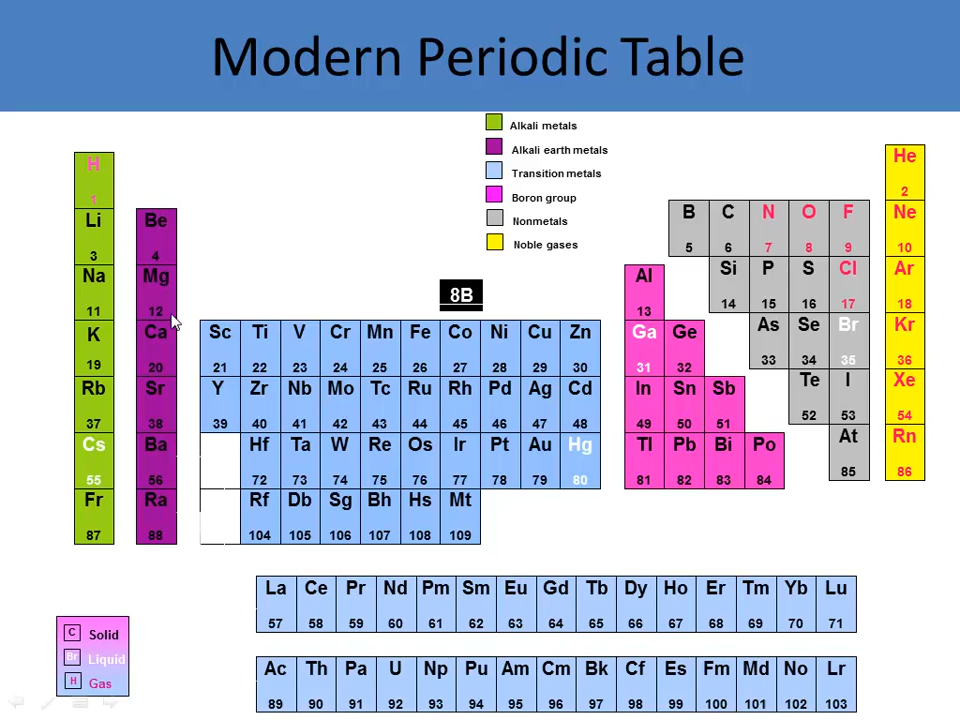 Modern Periodic Table
Alkali metals
Alkali earth metals
Transition metals
Boron group
Nonmetals
Noble gases
H He
1 2
Li Be B C N O F Ne
3 4 5 6 7 8 9 10
Na Mg Al Si P S Cl Ar
11 12 13 14 15 16 17 18
8B
K Ca Sc Ti V Cr Mn Fe Co Ni Cu Zn Ga Ge As Se Br Kr
19 20 21 22 23 24 25 26 27 28 29 30 31 32 33 34 35 36
Rb Sr Y Zr Nb Mo Tc Ru Rh Pd Ag Cd In Sn Sb Te I Xe
37 38 39 40 41 42 43 44 45 46 47 48 49 50 51 52 53 54
Cs Ba Hf Ta W Re Os Ir Pt Au Hg Tl Pb Bi Po At Rn
55 56 72 73 74 75 76 77 78 79 80 81 82 83 84 85 86
Fr Ra Rf Db Sg Bh Hs Mt
87 88 104 105 106 107 108 109
La Ce Pr Nd Pm Sm Eu Gd Tb Dy Ho Er Tm Yb Lu
57 58 59 60 61 62 63 64 65 66 67 68 69 70 71
Ac Th Pa U Np Pu Am Cm Bk Cf Es Fm Md No Lr
89 90 91 92 93 94 95 96 97 98 99 100 101 102 103
C Solid
Br Liquid
H Gas